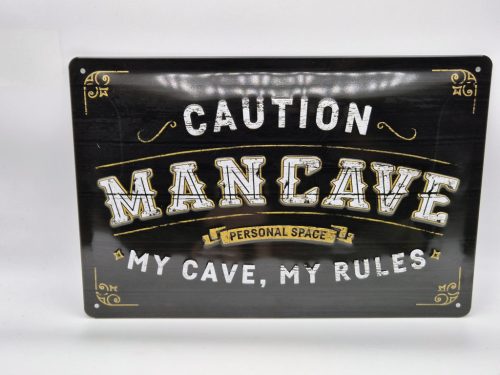 CAUTION
MANCAVE
PERSONAL SPACE
MY CAVE, MY RULES